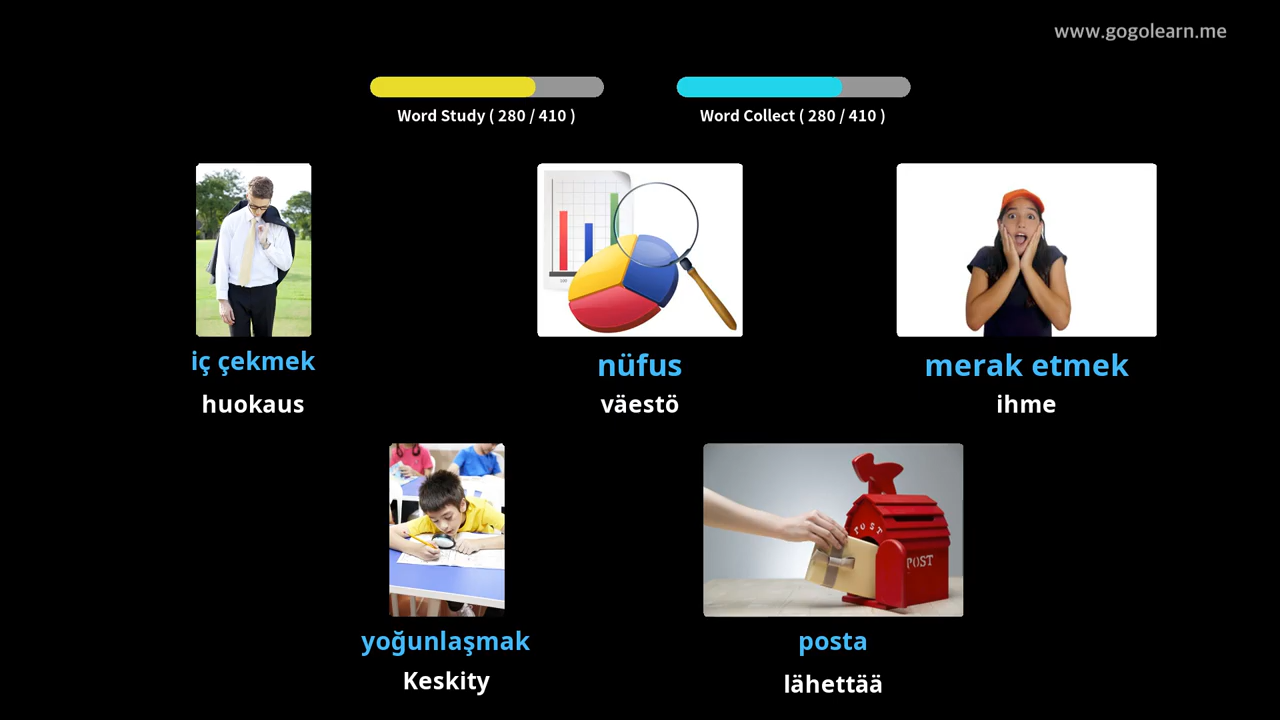 www.gogolearn.me
Word Study ( 280 / 410 )
Word Collect ( 280 / 410 )
iç çekmek
huokaus
nüfus
väestö
merak etmek
ihme
POST
POST
yoğunlaşmak
Keskity
posta
lähettää